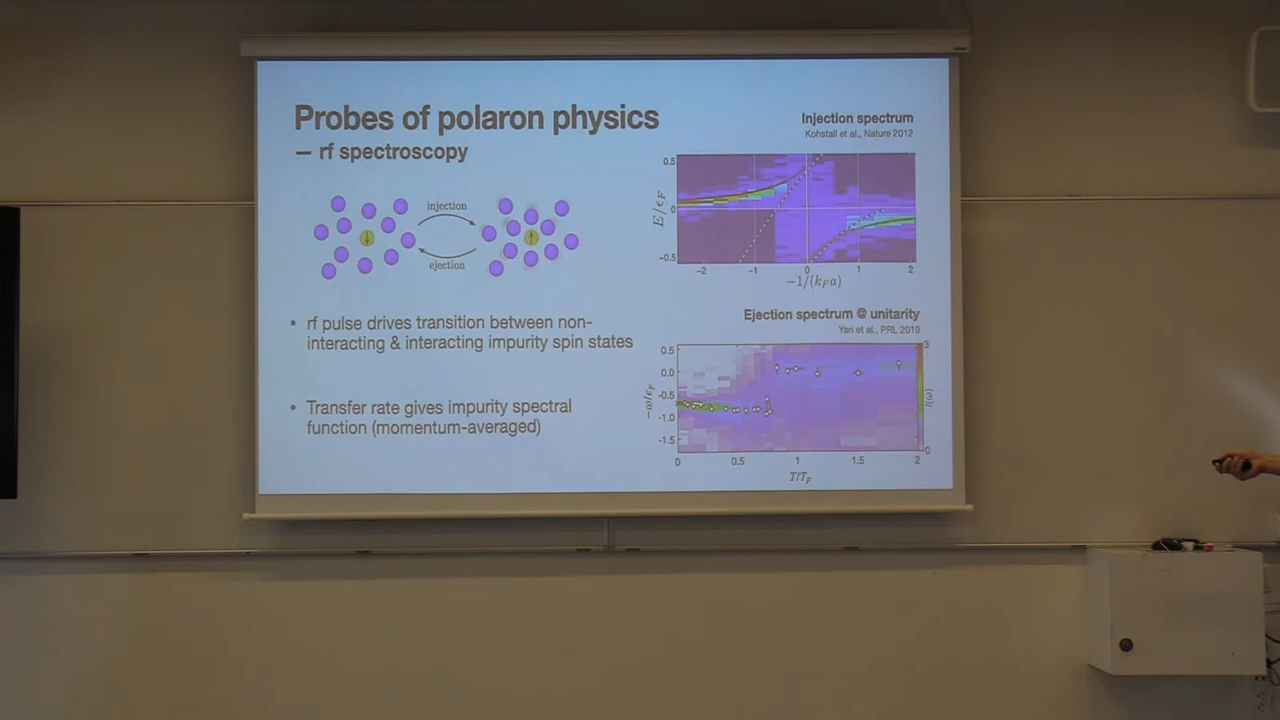 Probes of polaron physics
– rf spectroscopy
injection
ejection
• rf pulse drives transition between non-
interacting & interacting impurity spin states
• Transfer rate gives impurity spectral
function (momentum-averaged)
Injection spectrum
Kohstall et al., Nature 2012
E/ϵF
0.5
0
−0.5
−2
−1
0
1
2
−1/(kFa)
Ejection spectrum @ unitarity
Yan et al., PRL 2019
−ω/ϵF
0.5
0.0
-0.5
-1.0
-1.5
0
0.5
1
1.5
2
T/TF
3
I(ω)
0